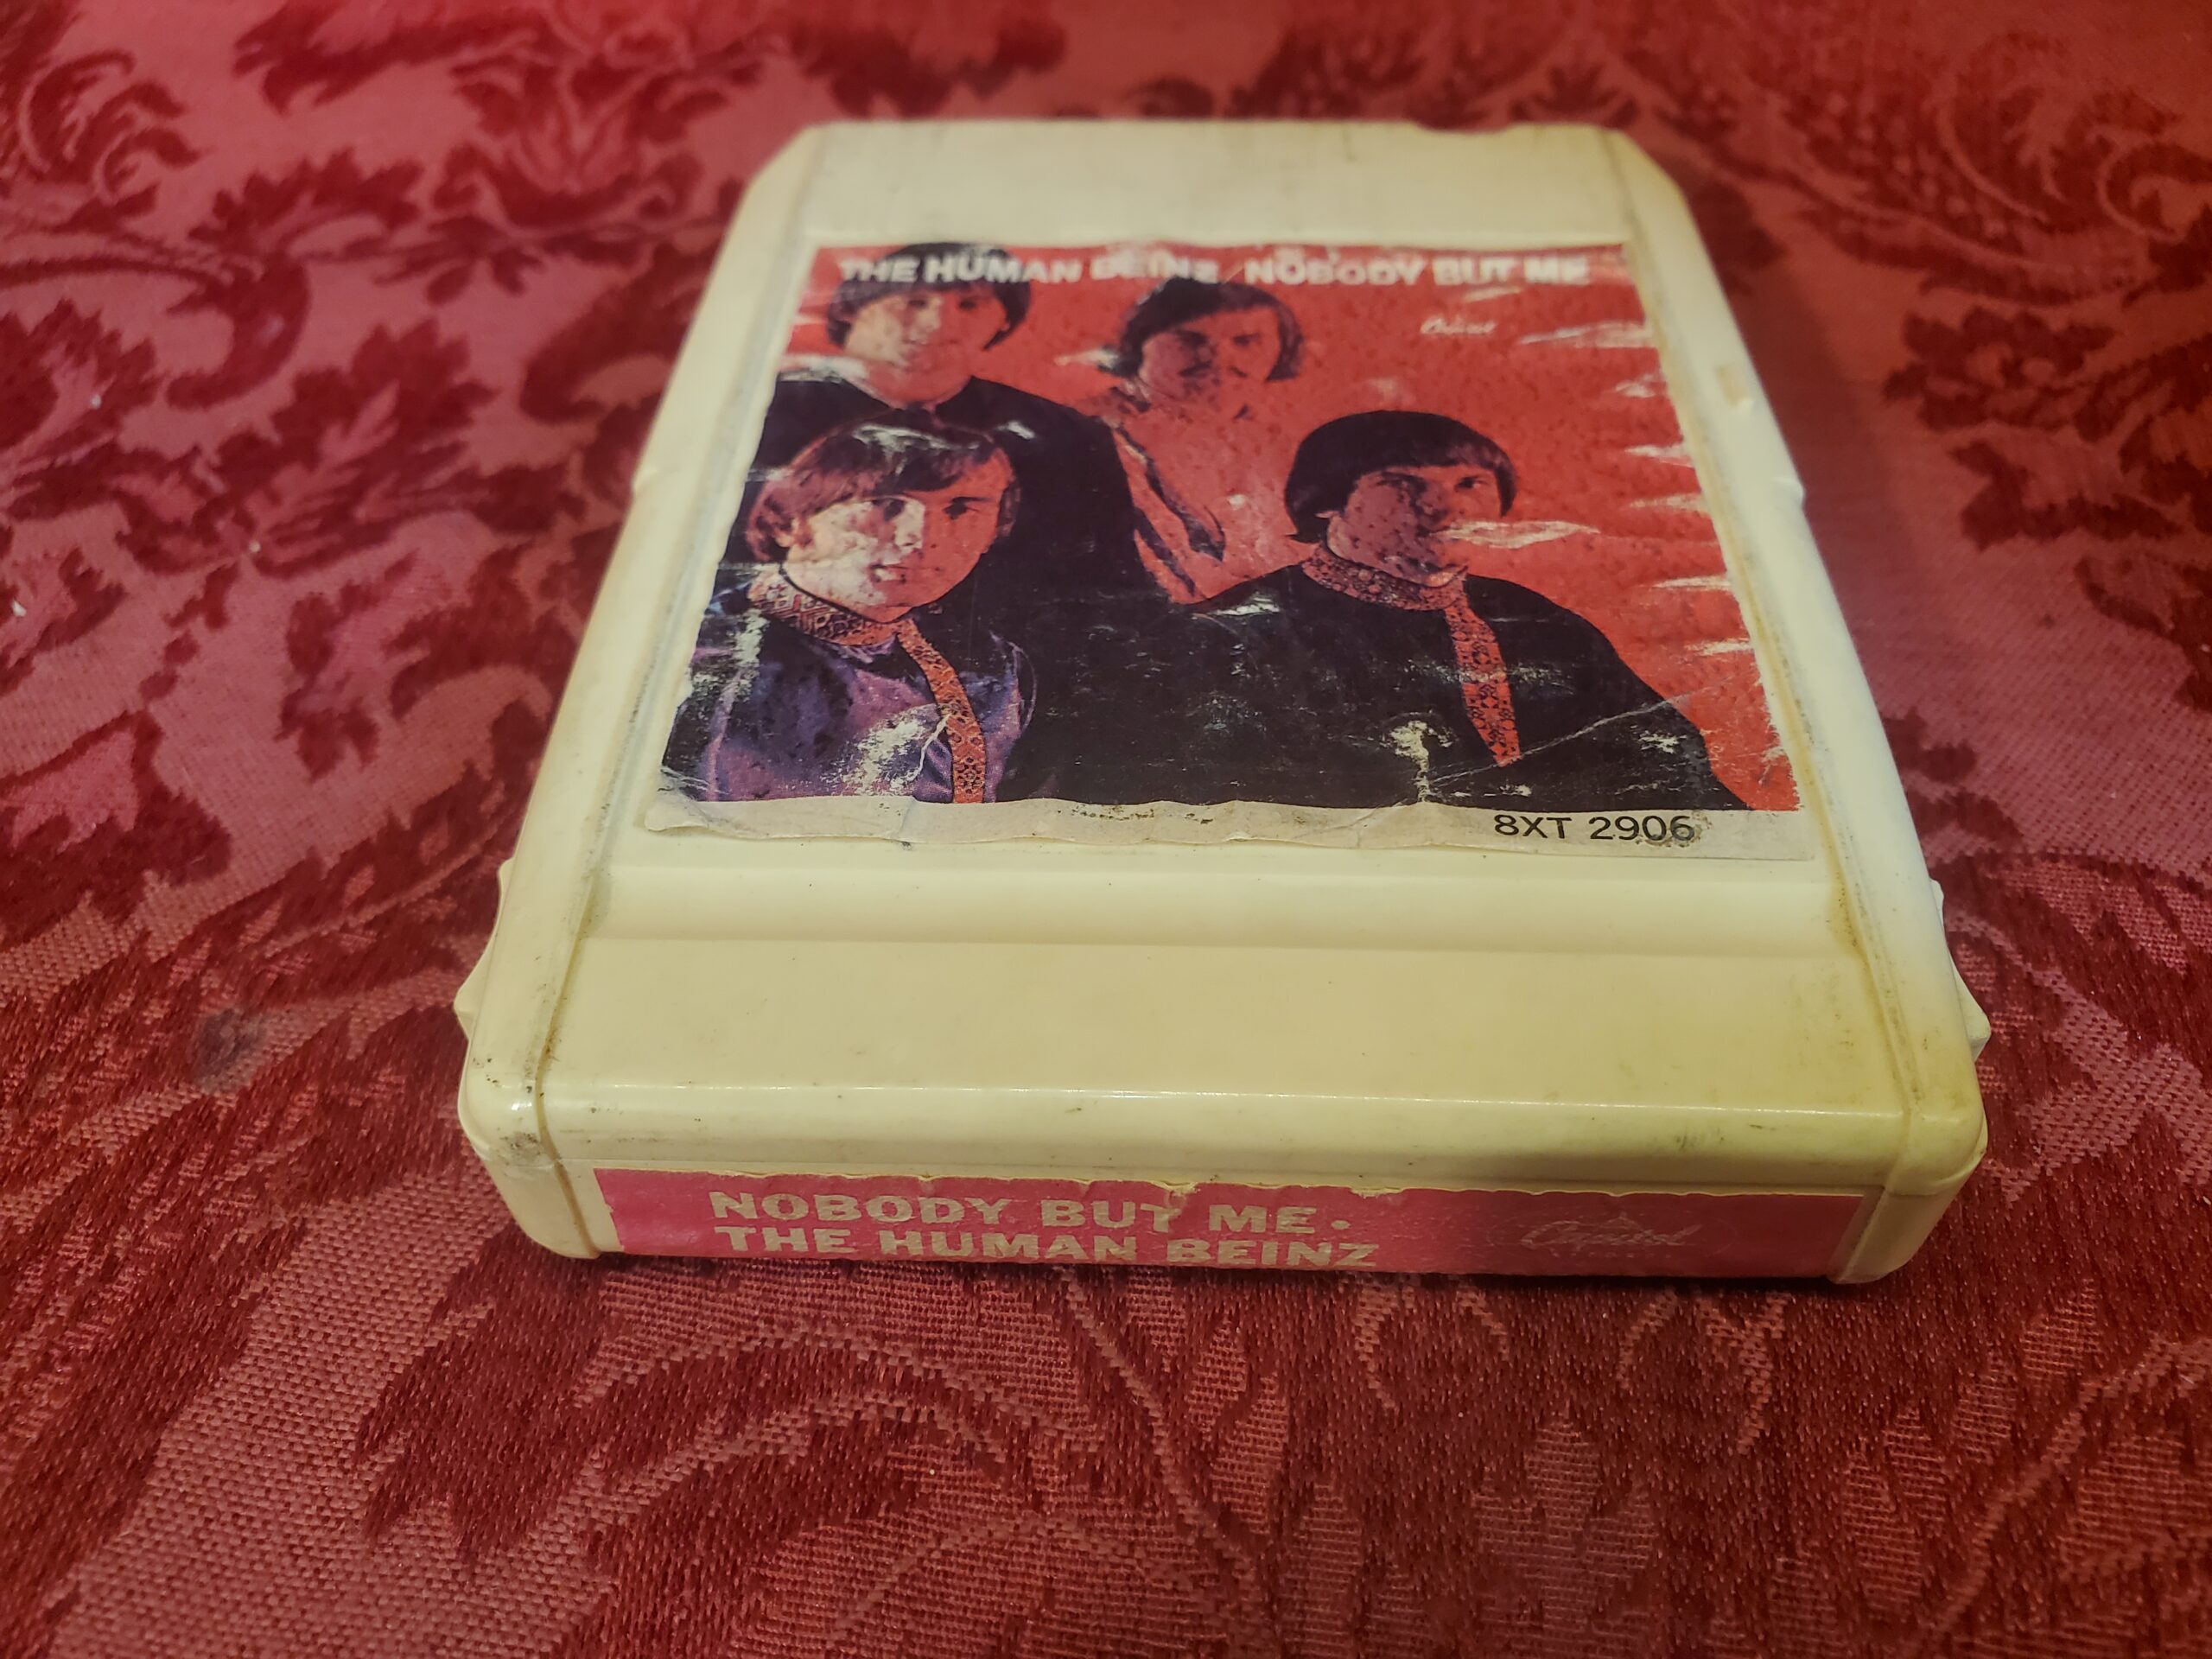 THE HUMAN BEINZ/NOBODY BUT ME
Capitol
8XT 2906
NOBODY BUT ME •
THE HUMAN BEINZ
Capitol